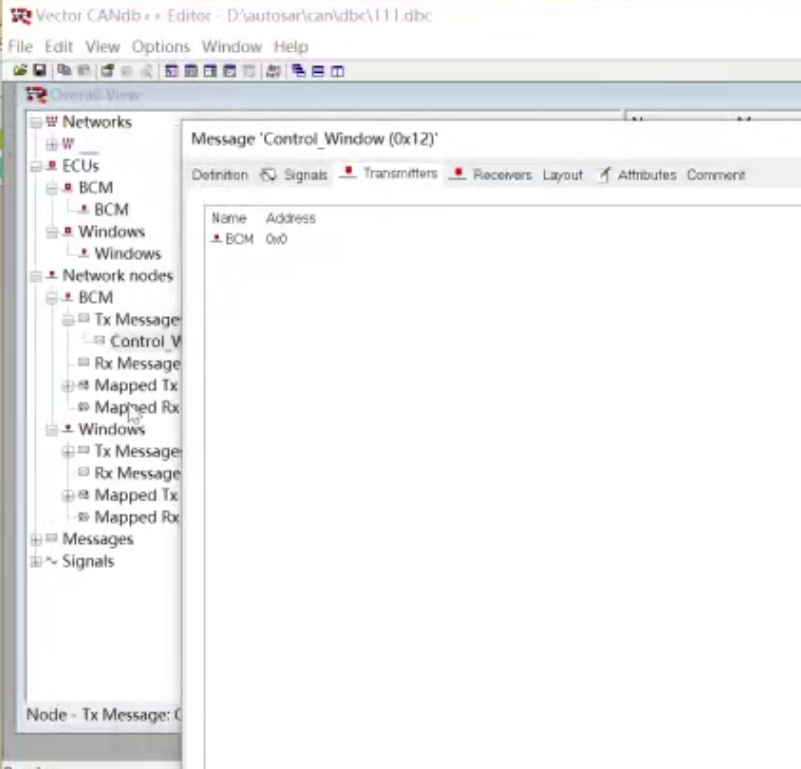 Vector CANdb++ Editor - D:\autosar\can\dbc\111.dbc
File Edit View Options Window Help
Overall View
Networks
ECUs
BCM
BCM
Windows
Windows
Network nodes
BCM
Tx Message
Control_W
Rx Message
Mapped Tx
Mapped Rx
Windows
Tx Message
Rx Message
Mapped Tx
Mapped Rx
Messages
Signals
Node - Tx Message: C
Message 'Control_Window (0x12)'
Definition Signals Transmitters Receivers Layout Attributes Comment
Name Address
BCM 0x0